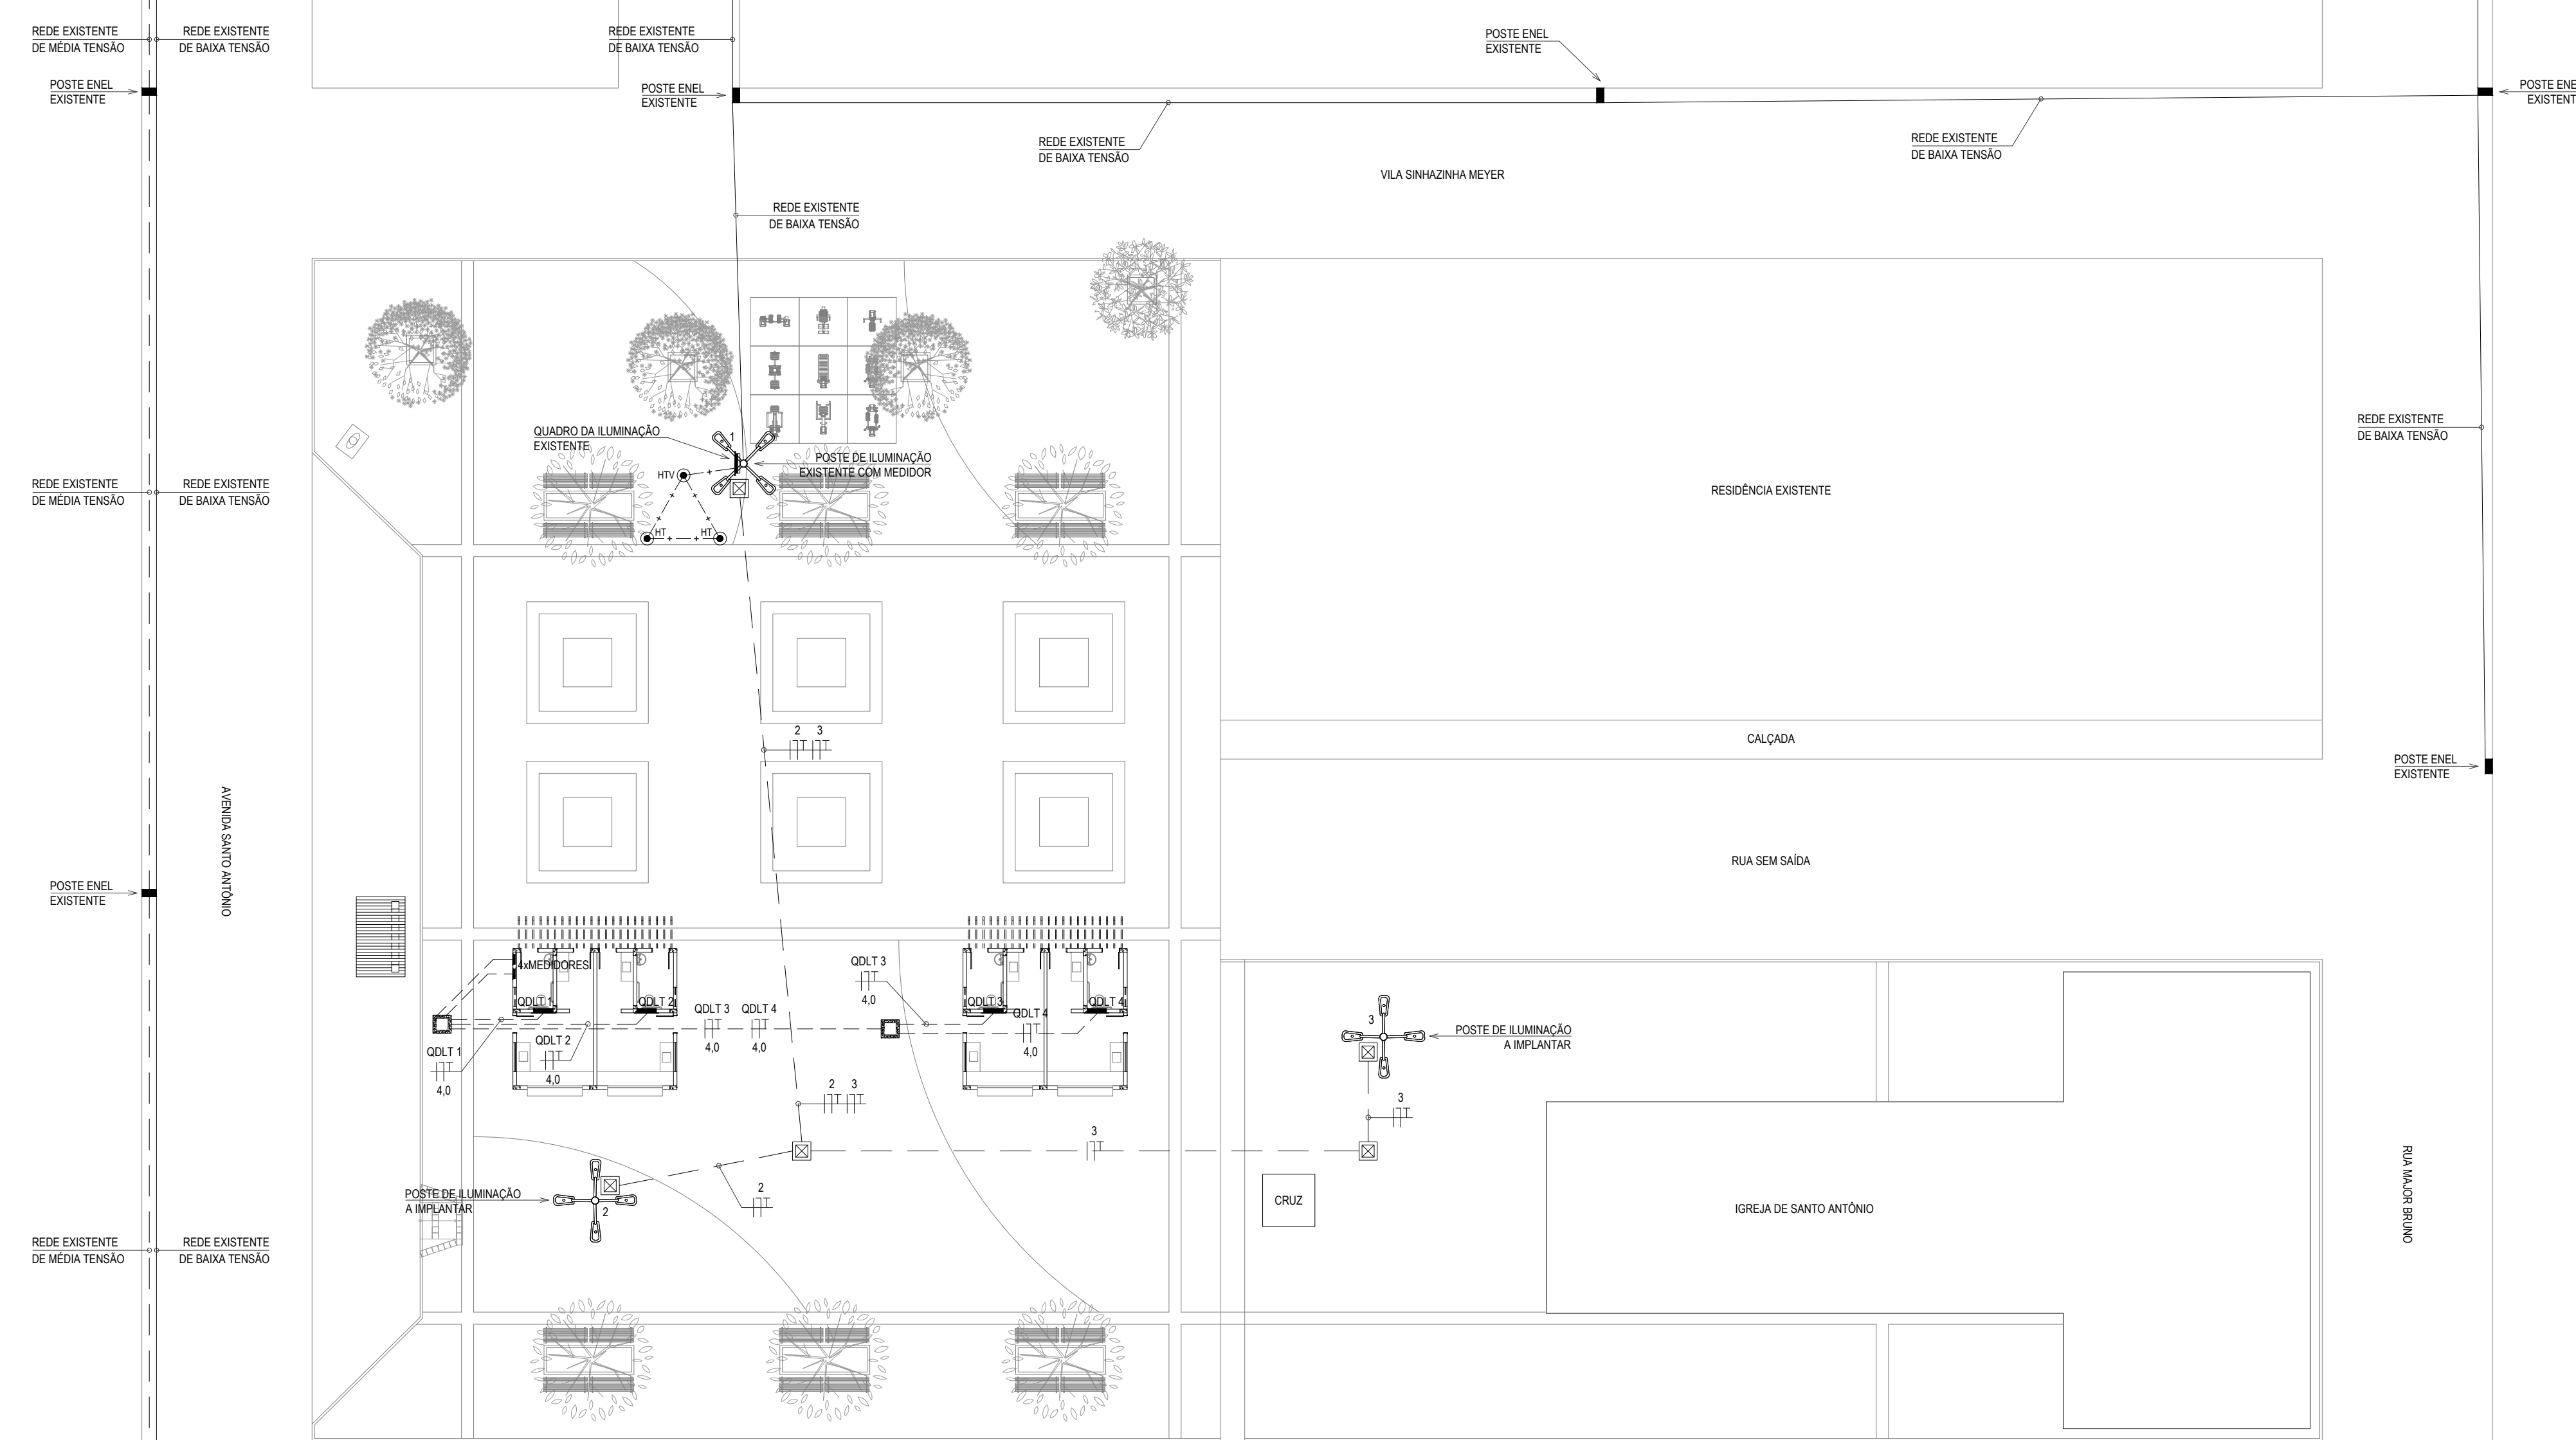 REDE EXISTENTE
DE MÉDIA TENSÃO
REDE EXISTENTE
DE BAIXA TENSÃO
REDE EXISTENTE
DE BAIXA TENSÃO
POSTE ENEL
EXISTENTE
POSTE ENEL
EXISTENTE
POSTE ENEL
EXISTENTE
POSTE ENE
EXISTENT
REDE EXISTENTE
DE BAIXA TENSÃO
REDE EXISTENTE
DE BAIXA TENSÃO
VILA SINHAZINHA MEYER
REDE EXISTENTE
DE BAIXA TENSÃO
QUADRO DA ILUMINAÇÃO
EXISTENTE
1
POSTE DE ILUMINAÇÃO
EXISTENTE COM MEDIDOR
HTV
HT
HT
REDE EXISTENTE
DE BAIXA TENSÃO
REDE EXISTENTE
DE MÉDIA TENSÃO
REDE EXISTENTE
DE BAIXA TENSÃO
RESIDÊNCIA EXISTENTE
2 3
CALÇADA
POSTE ENEL
EXISTENTE
AVENIDA SANTO ANTÔNIO
RUA SEM SAÍDA
POSTE ENEL
EXISTENTE
4xMEDIDORES
QDLT 1
QDLT 2
QDLT 3
4,0
QDLT 4
4,0
QDLT 3
4,0
QDLT 3
QDLT 4
QDLT 4
4,0
QDLT 1
4,0
QDLT 2
4,0
3
POSTE DE ILUMINAÇÃO
A IMPLANTAR
2 3
3
3
2
POSTE DE ILUMINAÇÃO
A IMPLANTAR
2
CRUZ
IGREJA DE SANTO ANTÔNIO
RUA MAJOR BRUNO
REDE EXISTENTE
DE MÉDIA TENSÃO
REDE EXISTENTE
DE BAIXA TENSÃO